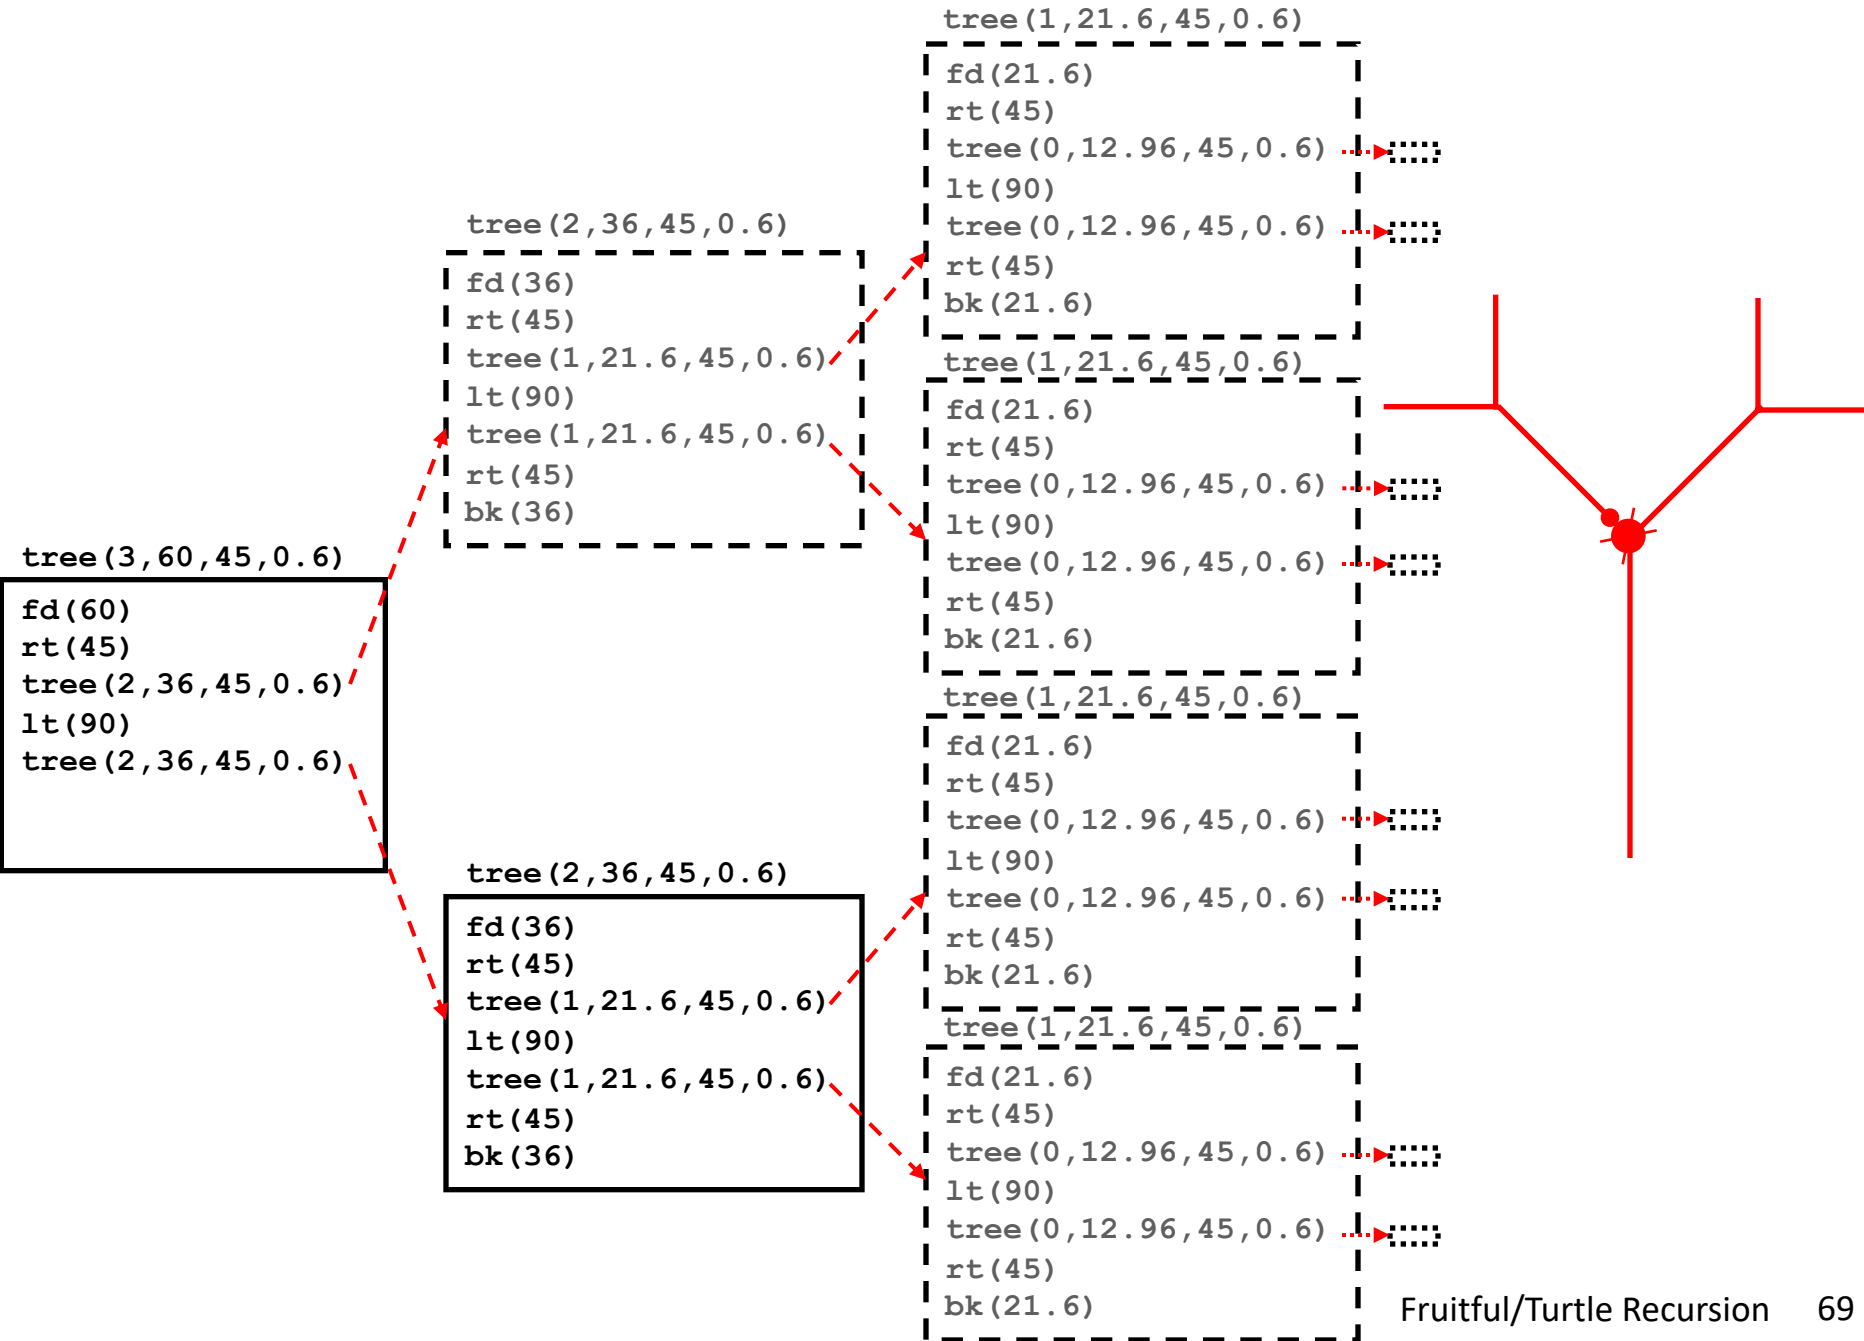 tree(3,60,45,0.6)
fd(60)
rt(45)
tree(2,36,45,0.6)
lt(90)
tree(2,36,45,0.6)
tree(2,36,45,0.6)
fd(36)
rt(45)
tree(1,21.6,45,0.6)
lt(90)
tree(1,21.6,45,0.6)
rt(45)
bk(36)
tree(2,36,45,0.6)
fd(36)
rt(45)
tree(1,21.6,45,0.6)
lt(90)
tree(1,21.6,45,0.6)
rt(45)
bk(36)
tree(1,21.6,45,0.6)
fd(21.6)
rt(45)
tree(0,12.96,45,0.6)
lt(90)
tree(0,12.96,45,0.6)
rt(45)
bk(21.6)
tree(1,21.6,45,0.6)
fd(21.6)
rt(45)
tree(0,12.96,45,0.6)
lt(90)
tree(0,12.96,45,0.6)
rt(45)
bk(21.6)
tree(1,21.6,45,0.6)
fd(21.6)
rt(45)
tree(0,12.96,45,0.6)
lt(90)
tree(0,12.96,45,0.6)
rt(45)
bk(21.6)
tree(1,21.6,45,0.6)
fd(21.6)
rt(45)
tree(0,12.96,45,0.6)
lt(90)
tree(0,12.96,45,0.6)
rt(45)
bk(21.6)
Fruitful/Turtle Recursion 69